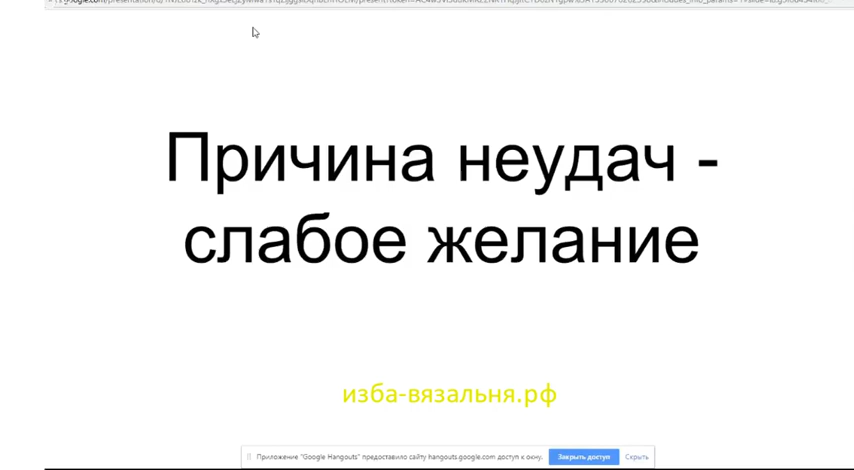 Причина неудач -
слабое желание
изба-вязальня.рф
Приложение "Google Hangouts" предоставило сайту hangouts.google.com доступ к окну. Закрыть доступ Скрыть